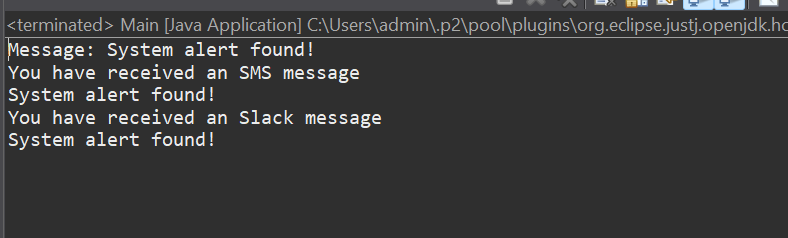 <terminated> Main [Java Application] C:\Users\admin\.p2\pool\plugins\org.eclipse.justj.openjdk.ho
Message: System alert found!
You have received an SMS message
System alert found!
You have received an Slack message
System alert found!